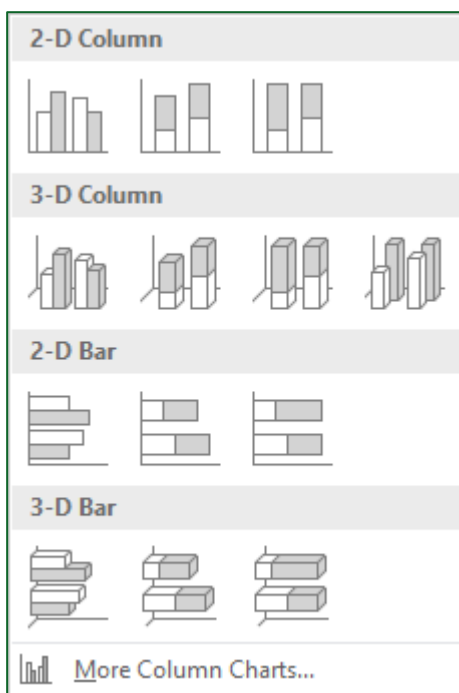 2-D Column
3-D Column
2-D Bar
3-D Bar
More Column Charts...